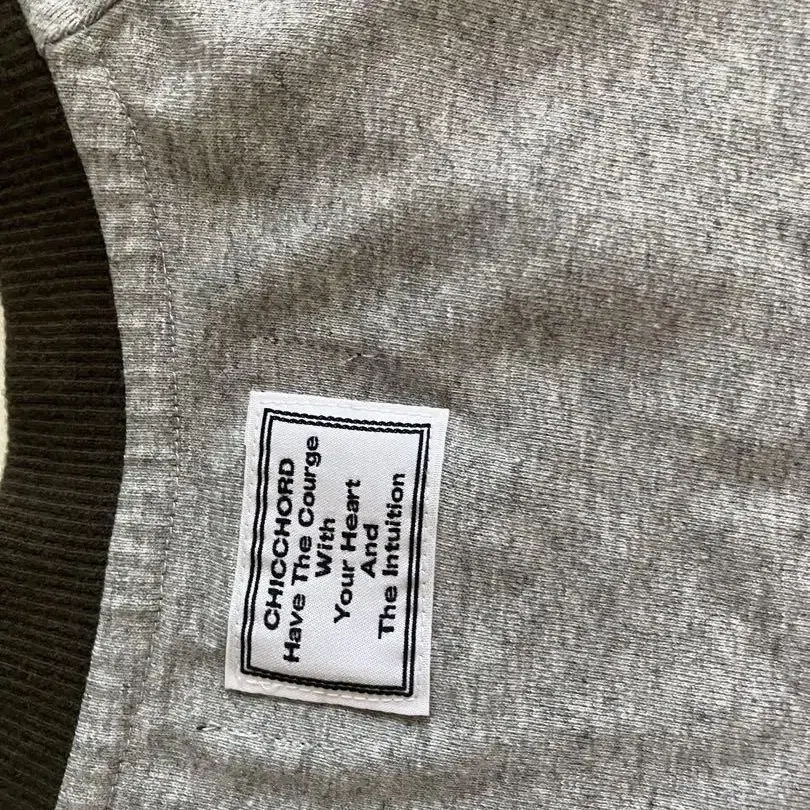 CHICCHORD
Have The Courge
With
Your Heart
And
The Intuition